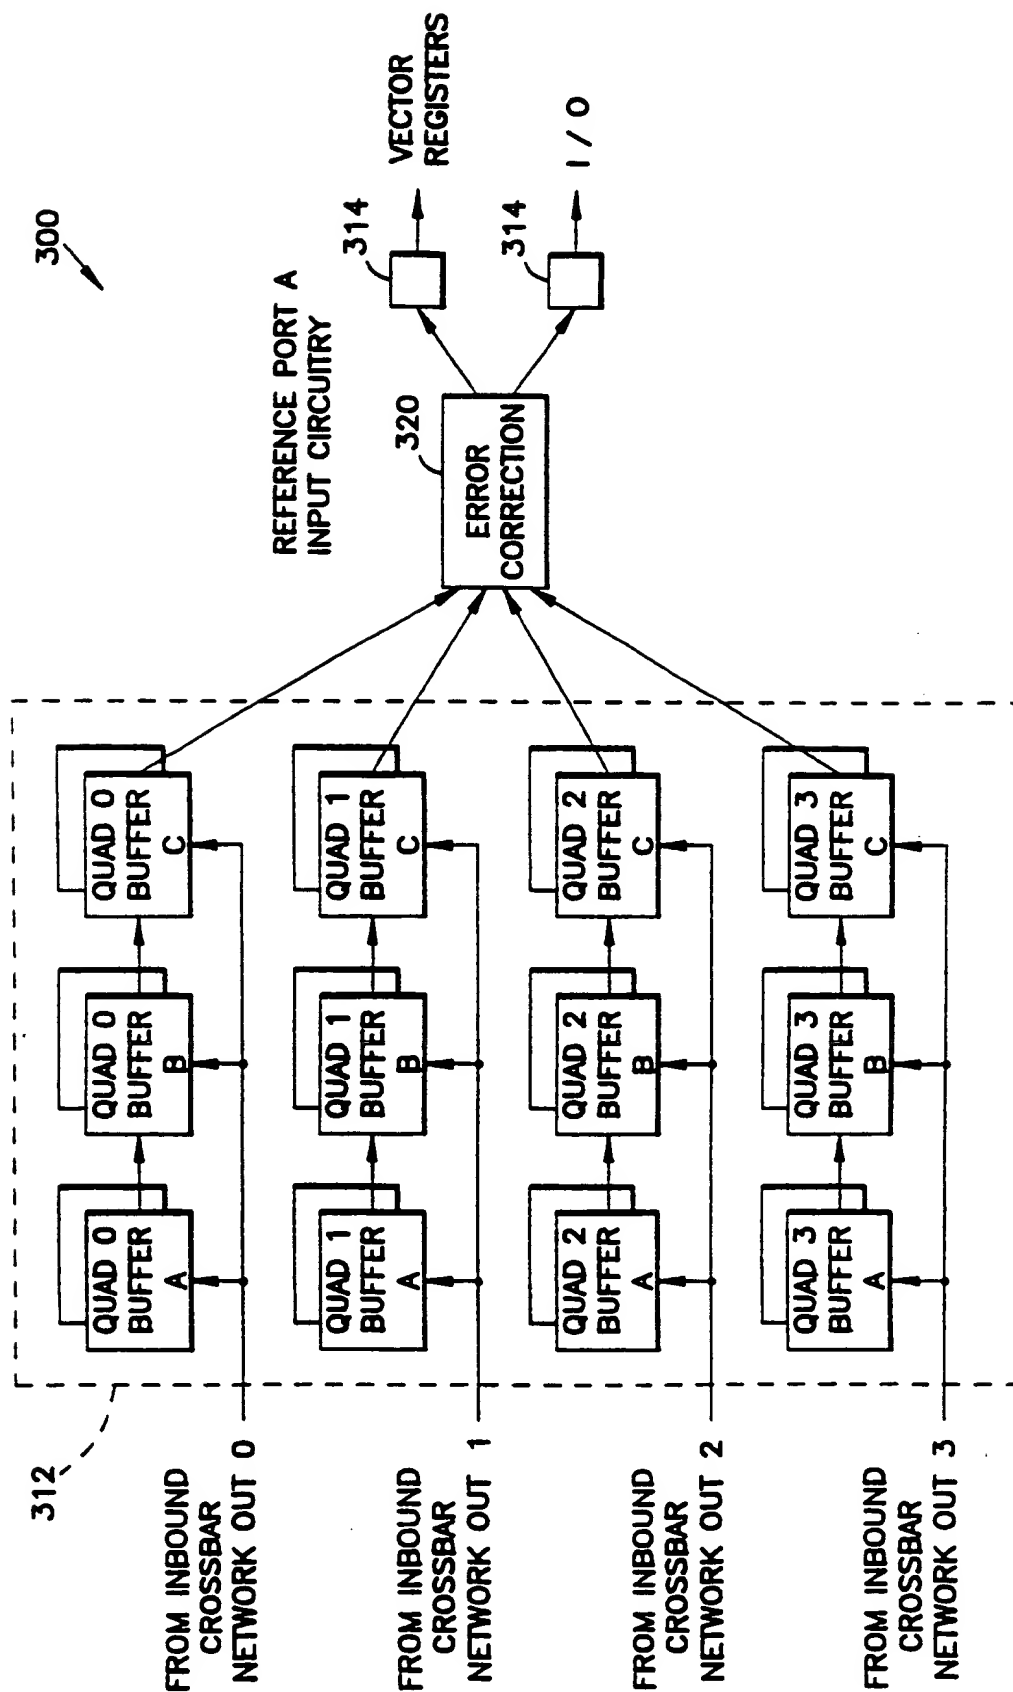 300
REFERENCE PORT A
INPUT CIRCUITRY
312
FROM INBOUND
CROSSBAR
NETWORK OUT 0
QUAD 0
BUFFER
A
QUAD 0
BUFFER
B
QUAD 0
BUFFER
C
FROM INBOUND
CROSSBAR
NETWORK OUT 1
QUAD 1
BUFFER
A
QUAD 1
BUFFER
B
QUAD 1
BUFFER
C
FROM INBOUND
CROSSBAR
NETWORK OUT 2
QUAD 2
BUFFER
A
QUAD 2
BUFFER
B
QUAD 2
BUFFER
C
FROM INBOUND
CROSSBAR
NETWORK OUT 3
QUAD 3
BUFFER
A
QUAD 3
BUFFER
B
QUAD 3
BUFFER
C
320
ERROR
CORRECTION
314
VECTOR
REGISTERS
314
I / O